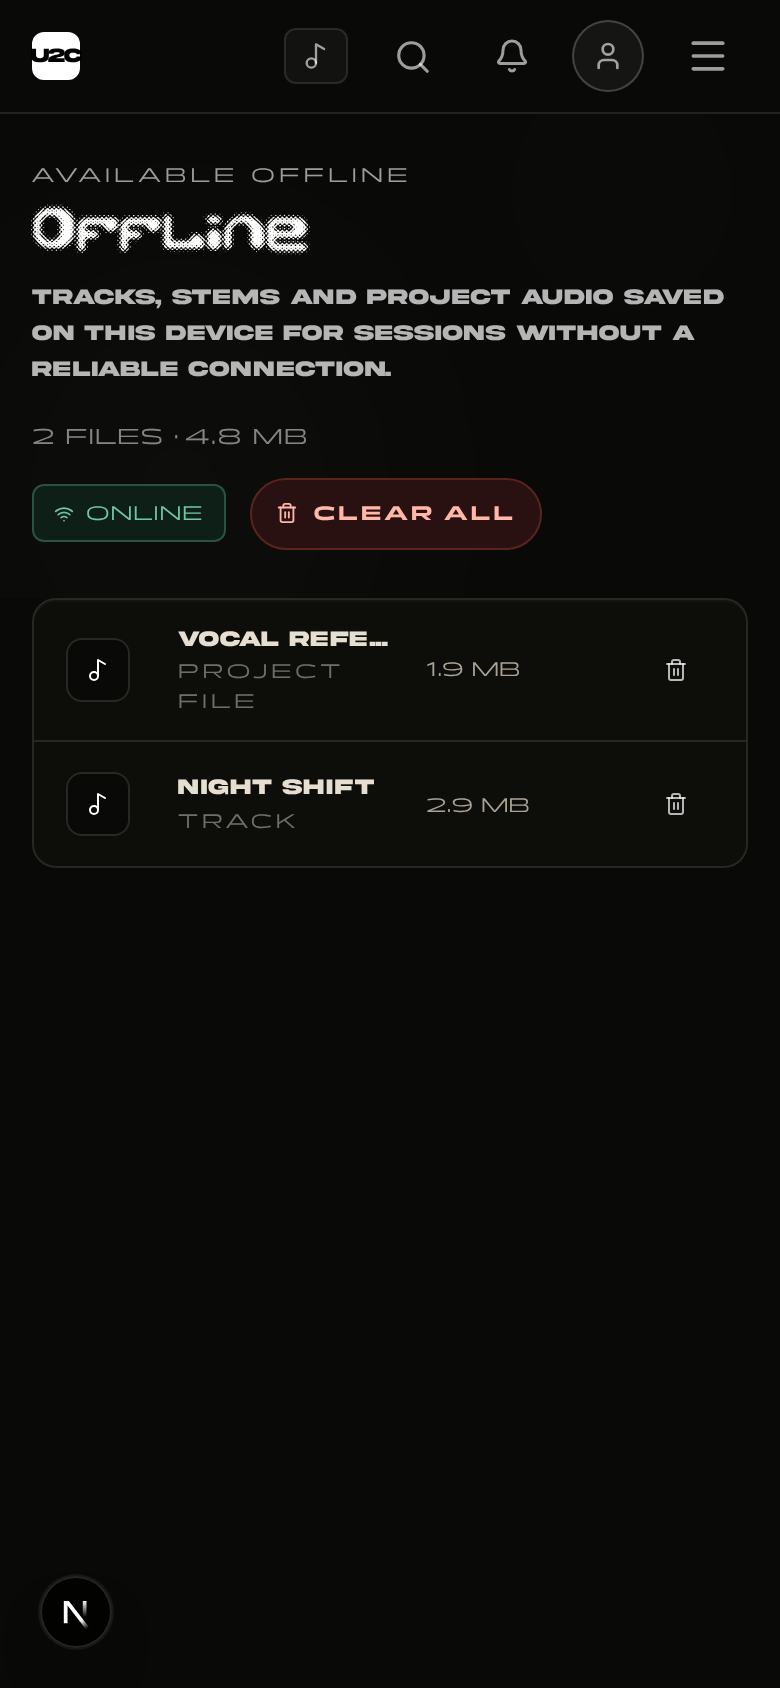 U2C
AVAILABLE OFFLINE
Offline
TRACKS, STEMS AND PROJECT AUDIO SAVED
ON THIS DEVICE FOR SESSIONS WITHOUT A
RELIABLE CONNECTION.
2 FILES · 4.8 MB
ONLINE
CLEAR ALL
VOCAL REFE...
PROJECT
FILE
1.9 MB
NIGHT SHIFT
TRACK
2.9 MB
N